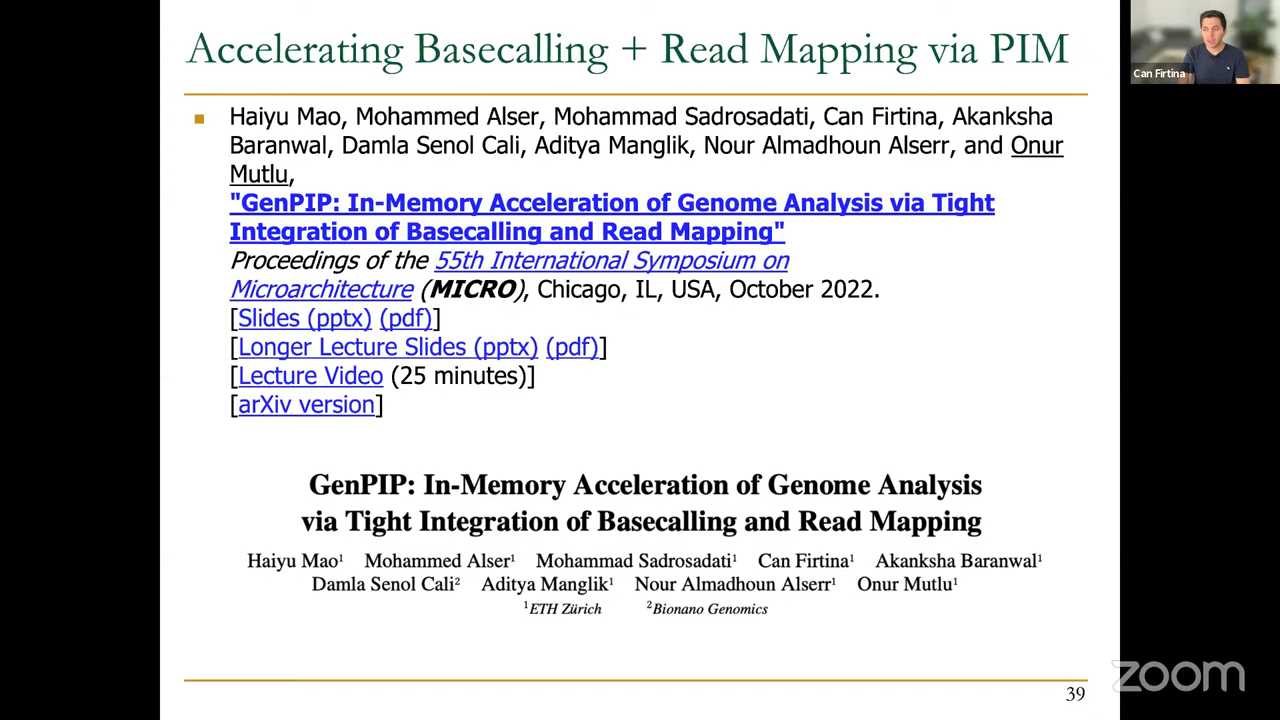 Accelerating Basecalling + Read Mapping via PIM
Can Firtina
Haiyu Mao, Mohammed Alser, Mohammad Sadrosadati, Can Firtina, Akanksha
Baranwal, Damla Senol Cali, Aditya Manglik, Nour Almadhoun Alserr, and Onur
Mutlu,
"GenPIP: In-Memory Acceleration of Genome Analysis via Tight
Integration of Basecalling and Read Mapping"
Proceedings of the 55th International Symposium on
Microarchitecture (MICRO), Chicago, IL, USA, October 2022.
[Slides (pptx) (pdf)]
[Longer Lecture Slides (pptx) (pdf)]
[Lecture Video (25 minutes)]
[arXiv version]
GenPIP: In-Memory Acceleration of Genome Analysis
via Tight Integration of Basecalling and Read Mapping
Haiyu Mao¹ Mohammed Alser¹ Mohammad Sadrosadati¹ Can Firtina¹ Akanksha Baranwal¹
Damla Senol Cali² Aditya Manglik¹ Nour Almadhoun Alserr¹ Onur Mutlu¹
¹ETH Zürich ²Bionano Genomics
39
zoom